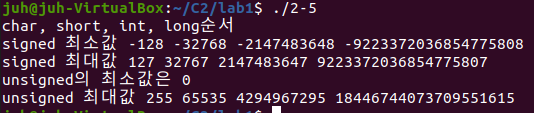 juh@juh-VirtualBox:~/C2/lab1$ ./2-5
char, short, int, long순서
signed 최소값 -128 -32768 -2147483648 -9223372036854775808
signed 최대값 127 32767 2147483647 9223372036854775807
unsigned의 최소값은 0
unsigned 최대값 255 65535 4294967295 18446744073709551615
juh@juh-VirtualBox:~/C2/lab1$